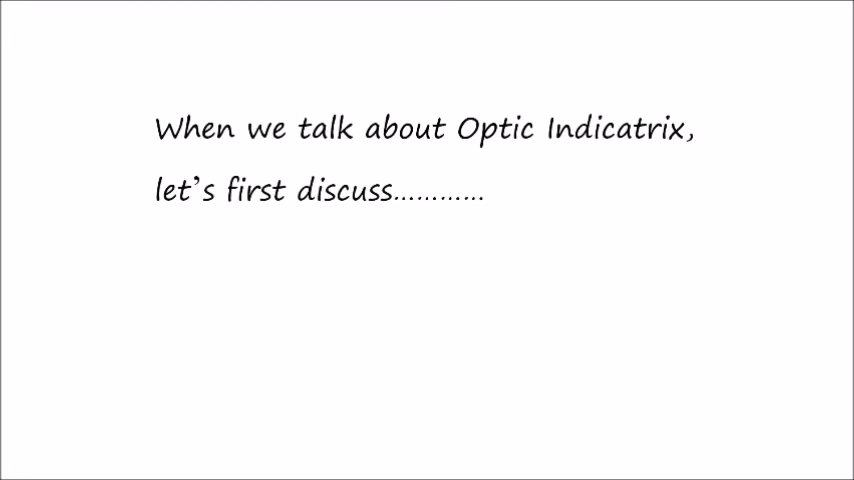 When we talk about Optic Indicatrix,
let’s first discuss…………